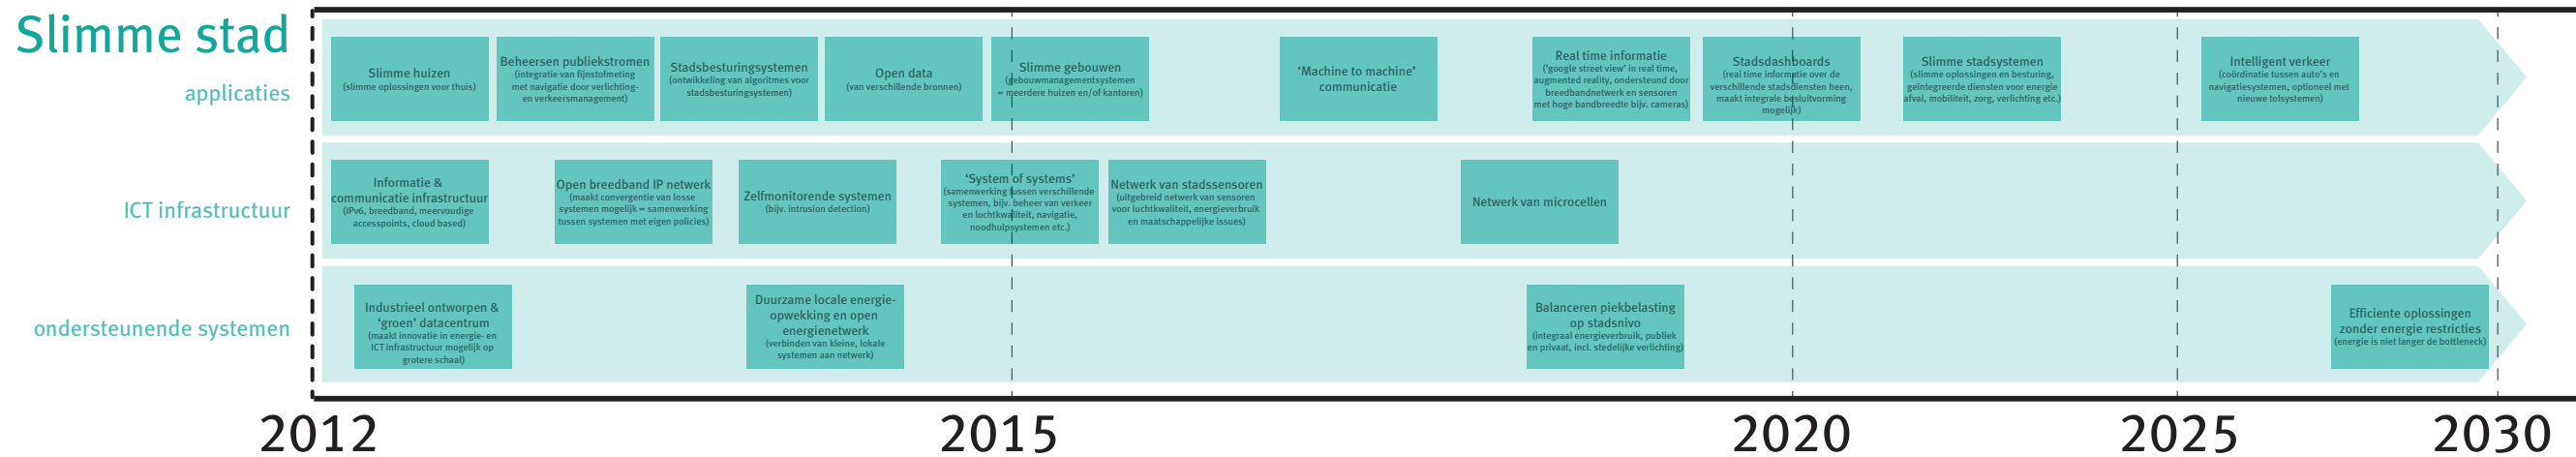 Slimme stad
applicaties
Slimme huizen
(slimme oplossingen voor thuis)
Beheersen publiekstromen
(integratie van fijnstofmeting
met navigatie door verlichting-
en verkeersmanagement)
Stadsbesturingsystemen
(ontwikkeling van algoritmes voor
stadsbesturingsystemen)
Open data
(van verschillende bronnen)
Slimme gebouwen
(gebouwmanagementsystemen
= meerdere huizen en/of kantoren)
‘Machine to machine’
communicatie
Real time informatie
(‘google street view’ in real time,
augmented reality, ondersteund door
breedbandnetwerk en sensoren
met hoge bandbreedte bijv. cameras)
Stadsdashboards
(real time informatie over de
verschillende stadsdiensten heen,
maakt integrale besluitvorming
mogelijk)
Slimme stadsystemen
(slimme oplossingen en besturing,
geïntegreerde diensten voor energie
afval, mobiliteit, zorg, verlichting etc.)
Intelligent verkeer
(coördinatie tussen auto’s en
navigatiesystemen, optioneel met
nieuwe tolsystemen)
ICT infrastructuur
Informatie &
communicatie infrastructuur
(IPv6, breedband, meervoudige
accesspoints, cloud based)
Open breedband IP netwerk
(maakt convergentie van losse
systemen mogelijk = samenwerking
tussen systemen met eigen policies)
Zelfmonitorende systemen
(bijv. intrusion detection)
‘System of systems’
(samenwerking tussen verschillende
systemen, bijv. beheer van verkeer
en luchtkwaliteit, navigatie,
noodhulpsystemen etc.)
Netwerk van stadssensoren
(uitgebreid netwerk van sensoren
voor luchtkwaliteit, energieverbruik
en maatschappelijke issues)
Netwerk van microcellen
ondersteunende systemen
Industrieel ontworpen &
‘groen’ datacentrum
(maakt innovatie in energie- en
ICT infrastructuur mogelijk op
grotere schaal)
Duurzame locale energie-
opwekking en open
energienetwerk
(verbinden van kleine, lokale
systemen aan netwerk)
Balanceren piekbelasting
op stadsnivo
(integraal energieverbruik, publiek
en privaat, incl. stedelijke verlichting)
Efficiente oplossingen
zonder energie restricties
(energie is niet langer de bottleneck)
2012
2015
2020
2025
2030